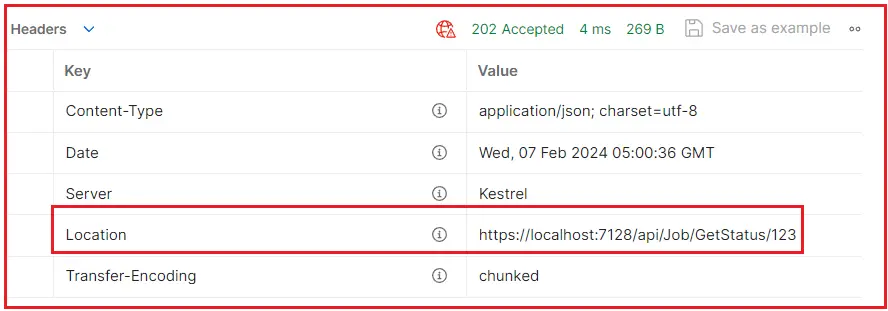 Headers 202 Accepted 4 ms 269 B Save as example
Key Value
Content-Type application/json; charset=utf-8
Date Wed, 07 Feb 2024 05:00:36 GMT
Server Kestrel
Location https://localhost:7128/api/Job/GetStatus/123
Transfer-Encoding chunked